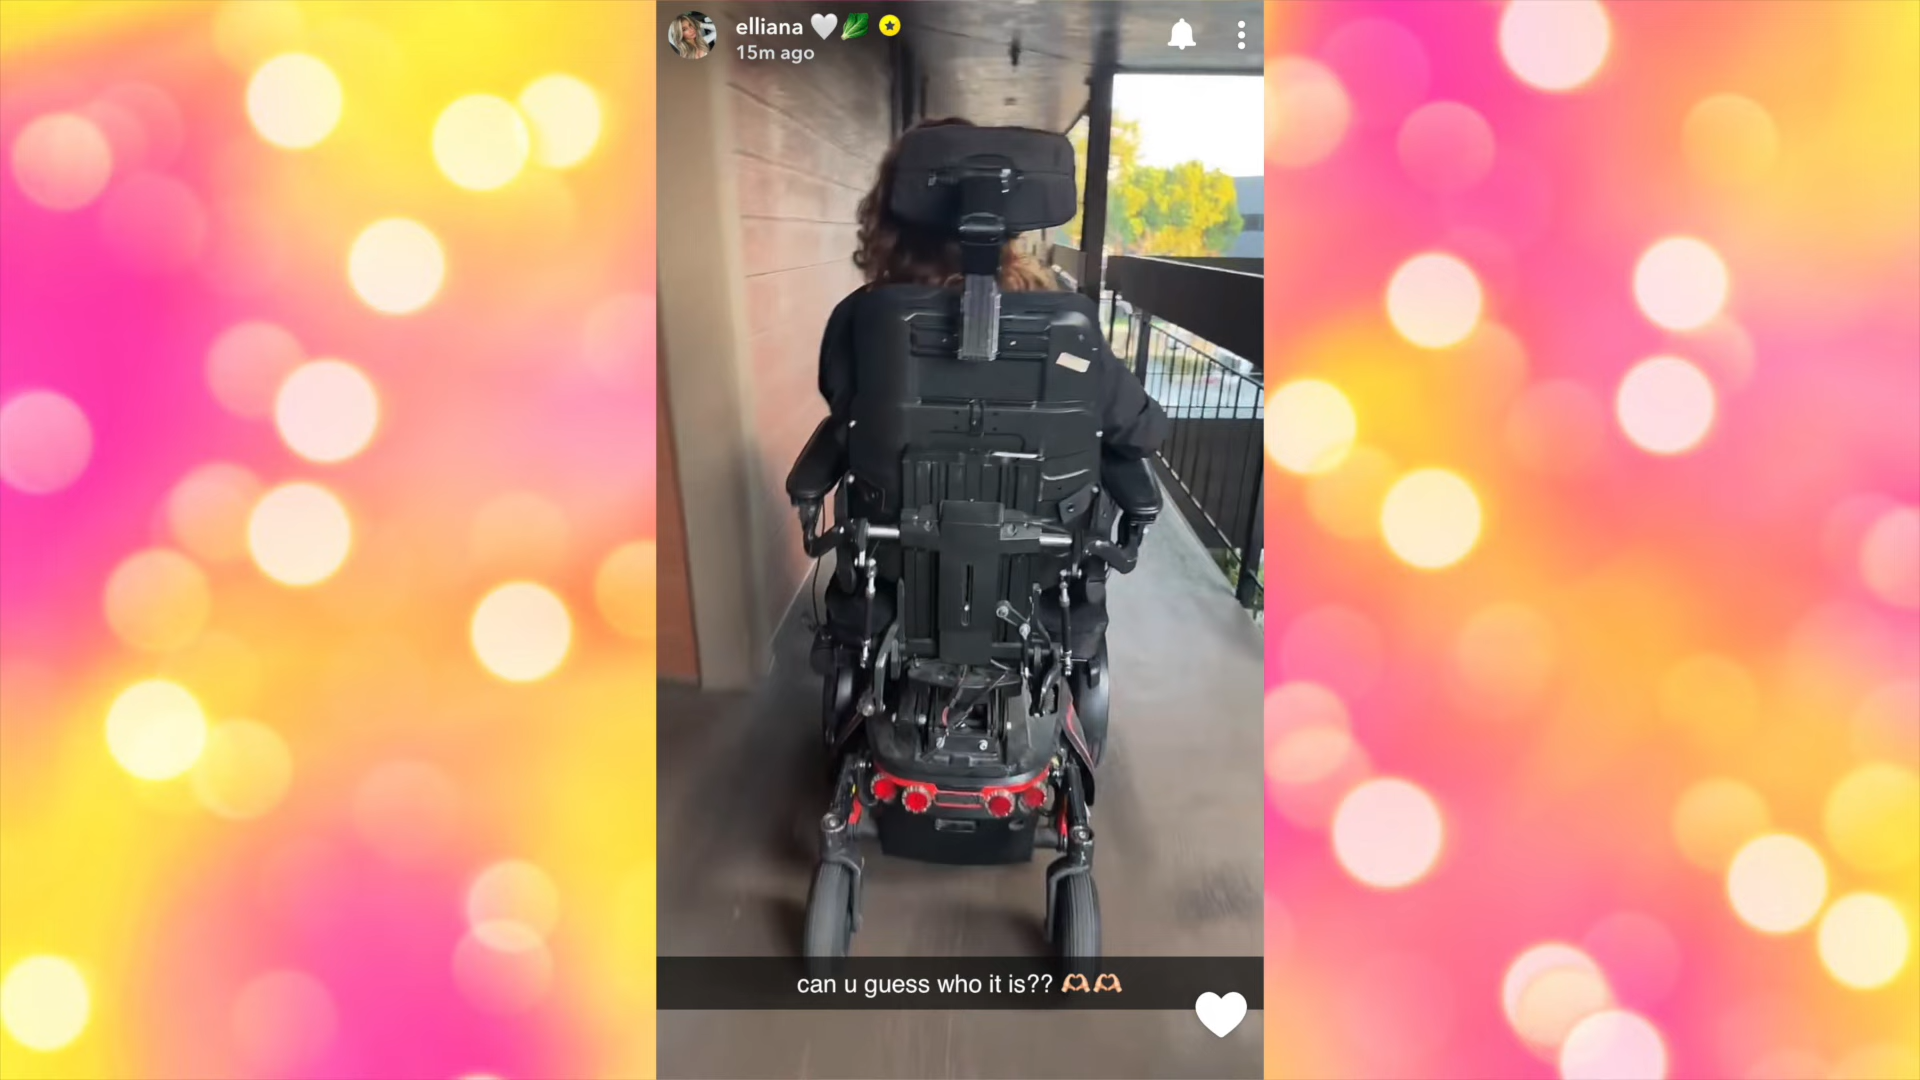 elliana 🤍🥬
15m ago
can u guess who it is?? 🫶🏼🫶🏼